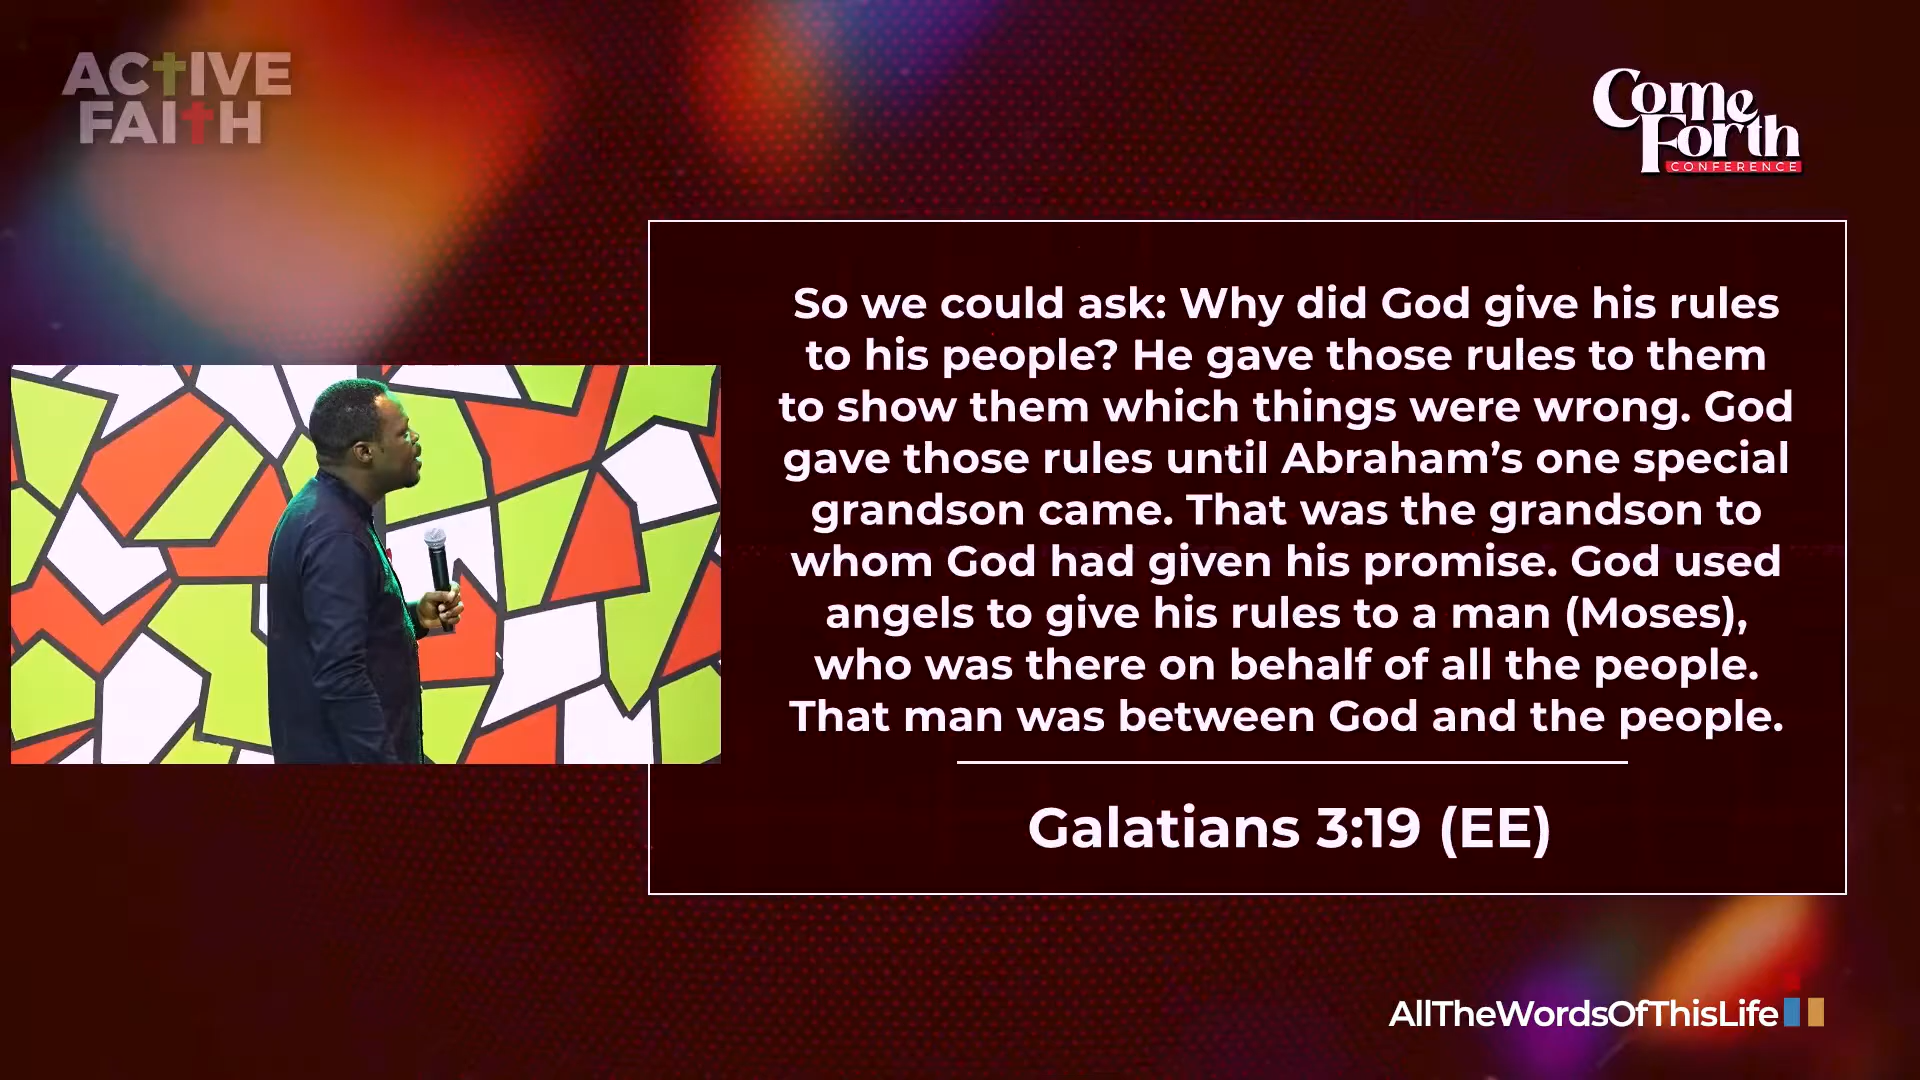 ACTIVE
FAITH
Come
Forth
CONFERENCE
So we could ask: Why did God give his rules
to his people? He gave those rules to them
to show them which things were wrong. God
gave those rules until Abraham’s one special
grandson came. That was the grandson to
whom God had given his promise. God used
angels to give his rules to a man (Moses),
who was there on behalf of all the people.
That man was between God and the people.
Galatians 3:19 (EE)
AllTheWordsOfThisLife